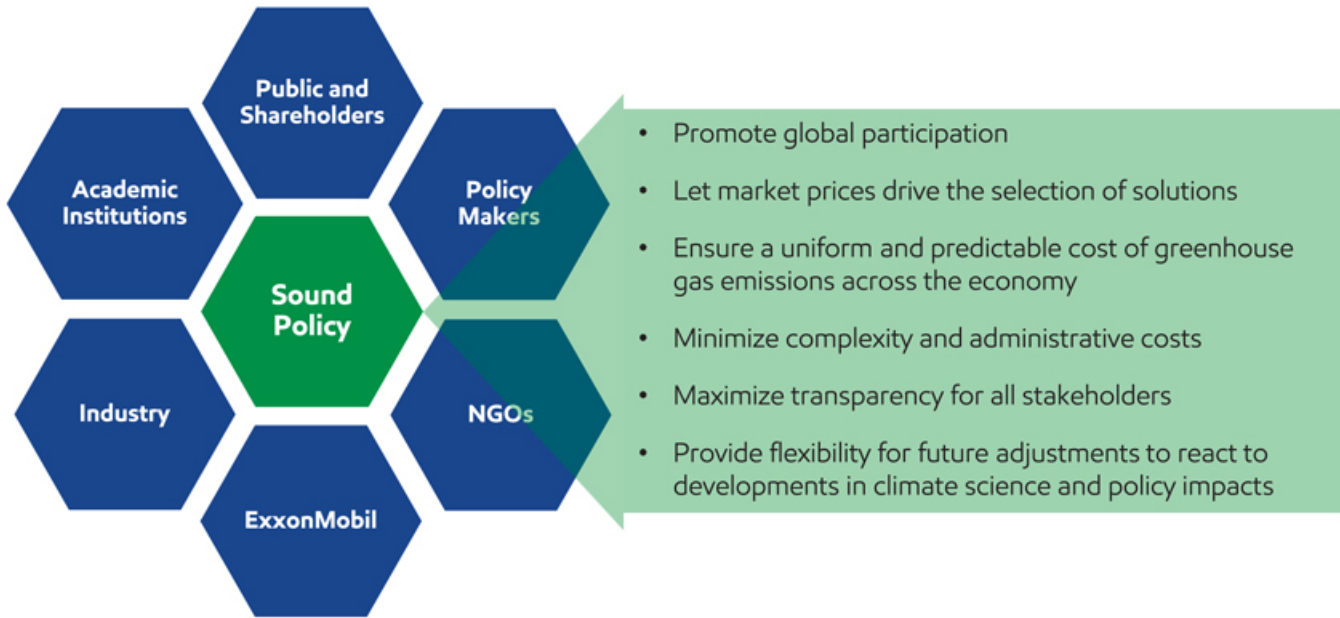 Public and
Shareholders
Academic
Institutions
Policy
Makers
Sound
Policy
Industry
NGOs
ExxonMobil
• Promote global participation
• Let market prices drive the selection of solutions
• Ensure a uniform and predictable cost of greenhouse
gas emissions across the economy
• Minimize complexity and administrative costs
• Maximize transparency for all stakeholders
• Provide flexibility for future adjustments to react to
developments in climate science and policy impacts